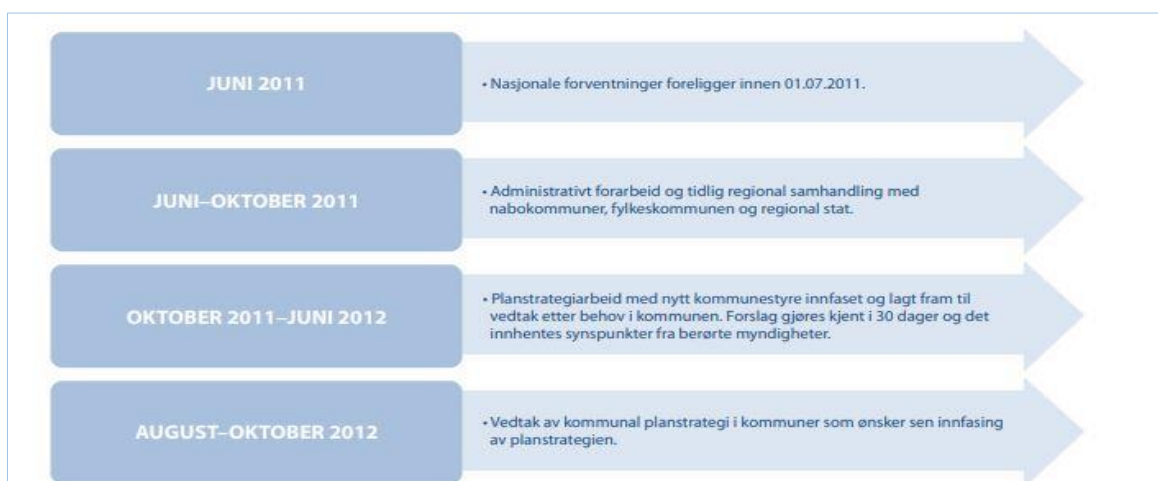 JUNI 2011
• Nasjonale forventninger foreligger innen 01.07.2011.
JUNI–OKTOBER 2011
• Administrativt forarbeid og tidlig regional samhandling med
nabokommuner, fylkeskommunen og regional stat.
OKTOBER 2011–JUNI 2012
• Planstrategiarbeid med nytt kommunestyre innfaset og lagt fram til
vedtak etter behov i kommunen. Forslag gjøres kjent i 30 dager og det
innhentes synspunkter fra berørte myndigheter.
AUGUST–OKTOBER 2012
• Vedtak av kommunal planstrategi i kommuner som ønsker sen innfasing
av planstrategien.